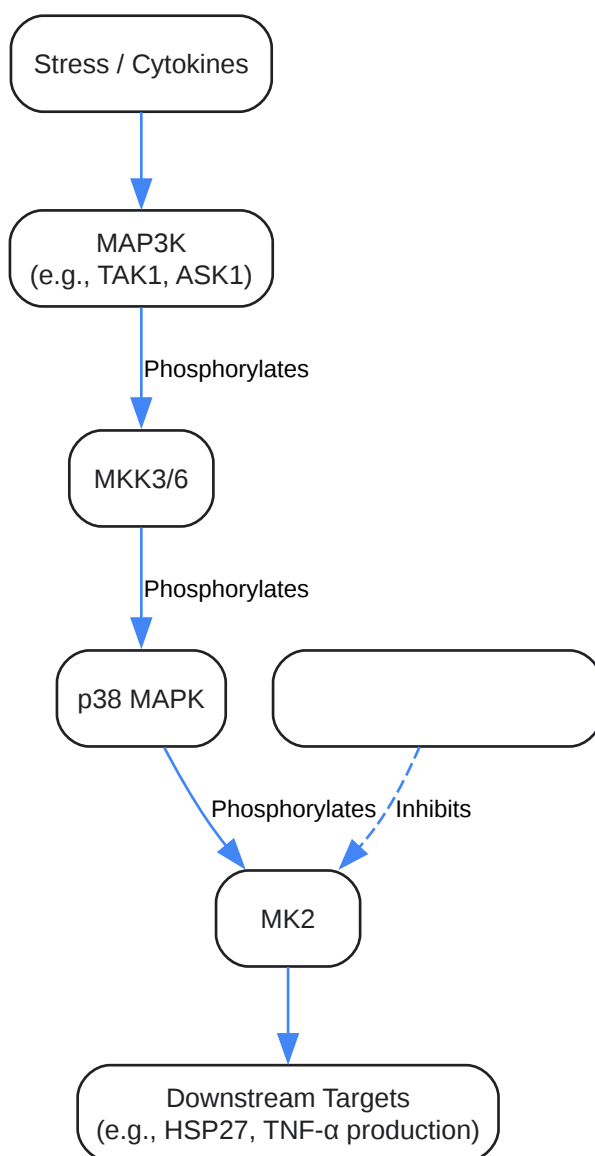 Stress / Cytokines
MAP3K
(e.g., TAK1, ASK1)
Phosphorylates
MKK3/6
Phosphorylates
p38 MAPK
Phosphorylates
Inhibits
MK2
Downstream Targets
(e.g., HSP27, TNF-α production)